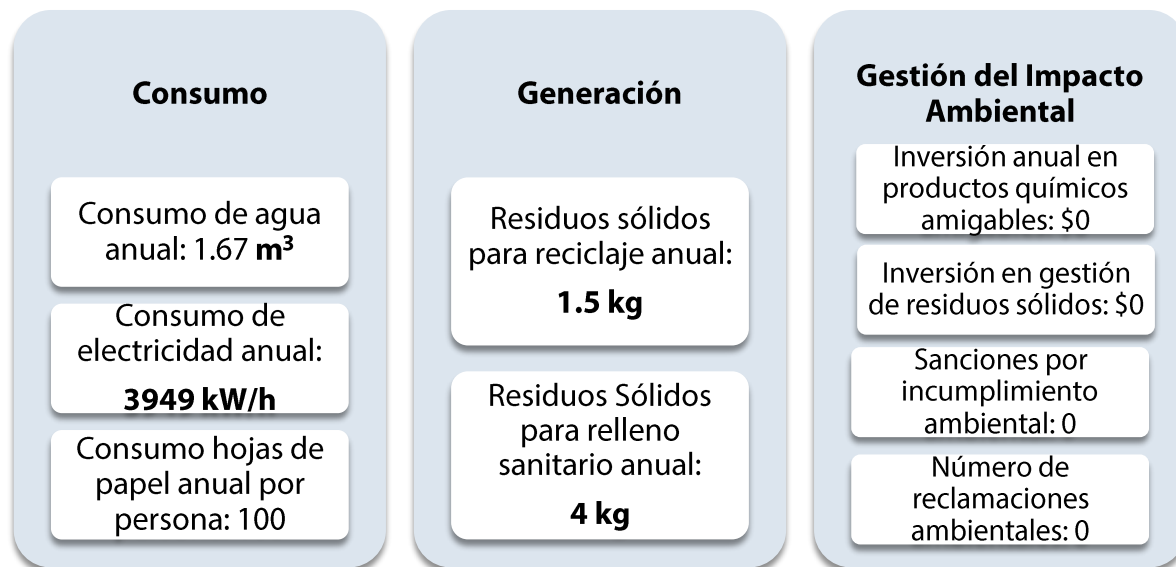 Consumo
Consumo de agua
anual: 1.67 m³
Consumo de
electricidad anual:
3949 kW/h
Consumo hojas de
papel anual por
persona: 100
Generación
Residuos sólidos
para reciclaje anual:
1.5 kg
Residuos Sólidos
para relleno
sanitario anual:
4 kg
Gestión del Impacto
Ambiental
Inversión anual en
productos químicos
amigables: $0
Inversión en gestión
de residuos sólidos: $0
Sanciones por
incumplimiento
ambiental: 0
Número de
reclamaciones
ambientales: 0